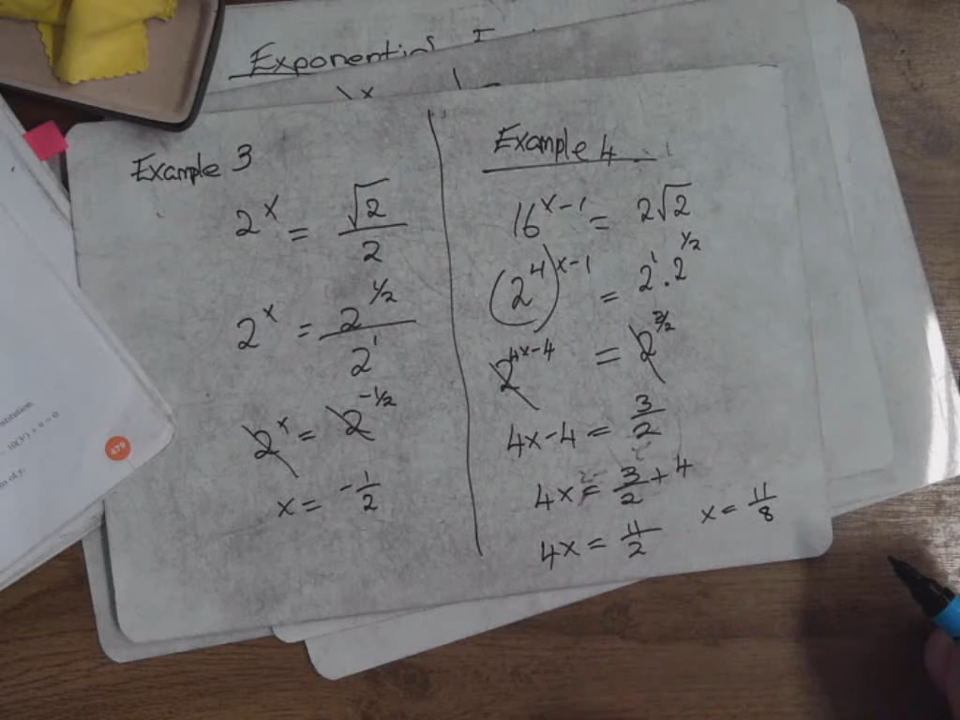 Exponential
Example 3
2^x = √2/2
2^x = 2^(1/2)/2^1
2^x = 2^(-1/2)
x = -1/2
Example 4
16^(x-1) = 2√2
(2^4)^(x-1) = 2^1 . 2^(1/2)
2^(4x-4) = 2^(3/2)
4x-4 = 3/2
4x = 3/2 + 4
4x = 11/2
x = 11/8
479